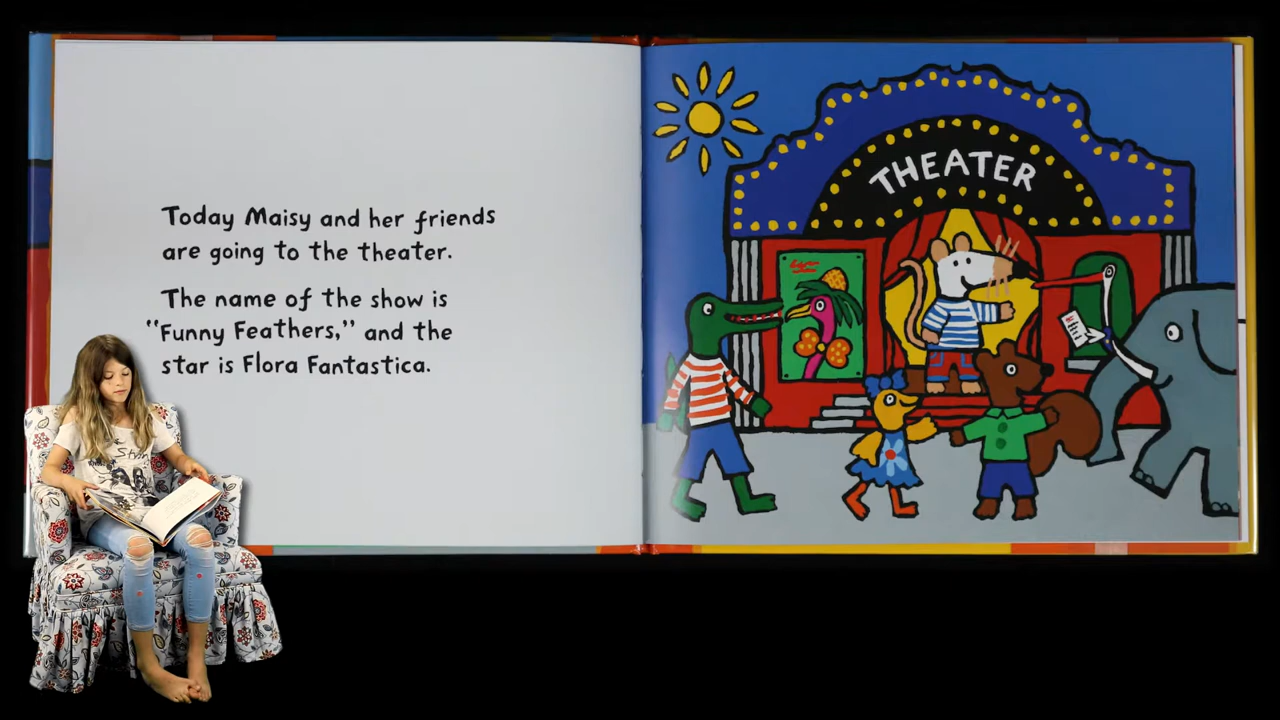 Today Maisy and her friends
are going to the theater.
The name of the show is
"Funny Feathers," and the
star is Flora Fantastica.
THEATER